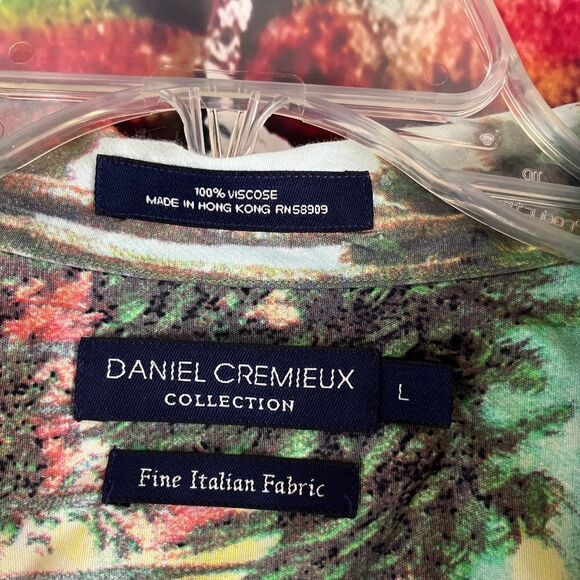 100% VISCOSE
MADE IN HONG KONG RN58909
DANIEL CREMIEUX
COLLECTION
L
Fine Italian Fabric